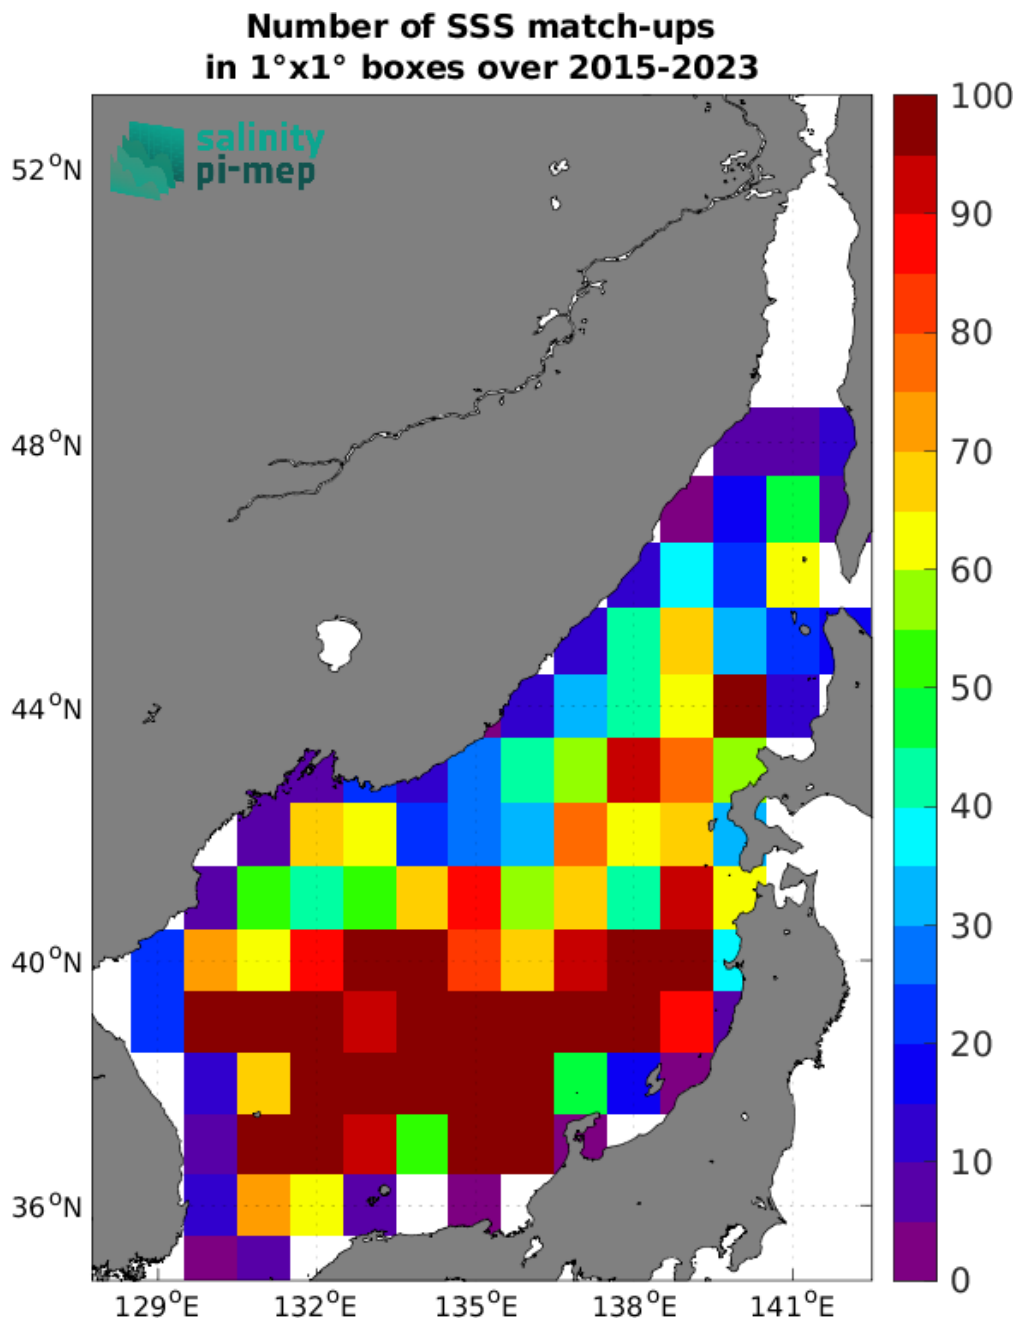 Number of SSS match-ups
in 1°x1° boxes over 2015-2023
salinity
pi-mep
52°N
48°N
44°N
40°N
36°N
129°E
132°E
135°E
138°E
141°E
100
90
80
70
60
50
40
30
20
10
0